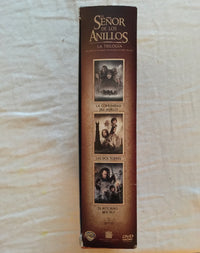 EL SEÑOR
DE LOS
ANILLOS
LA TRILOGÍA
LA COMUNIDAD
DEL ANILLO
LAS DOS TORRES
EL RETORNO
DEL REY
DVD